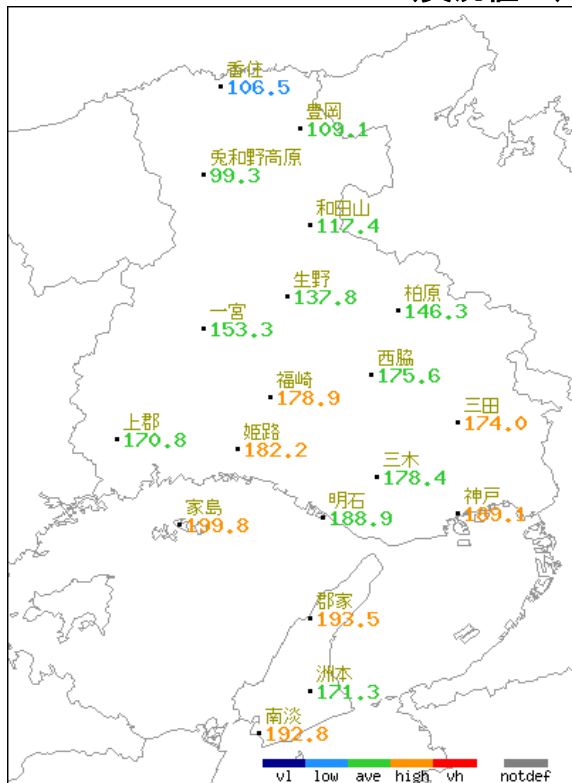 香住
106.5
豊岡
109.1
兎和野高原
99.3
和田山
117.4
生野
137.8
柏原
146.3
一宮
153.3
西脇
175.6
福崎
178.9
三田
174.0
上郡
170.8
姫路
182.2
三木
178.4
家島
199.8
明石
188.9
神戸
189.1
郡家
193.5
洲本
171.3
南淡
192.8
vl low ave high vh notdef